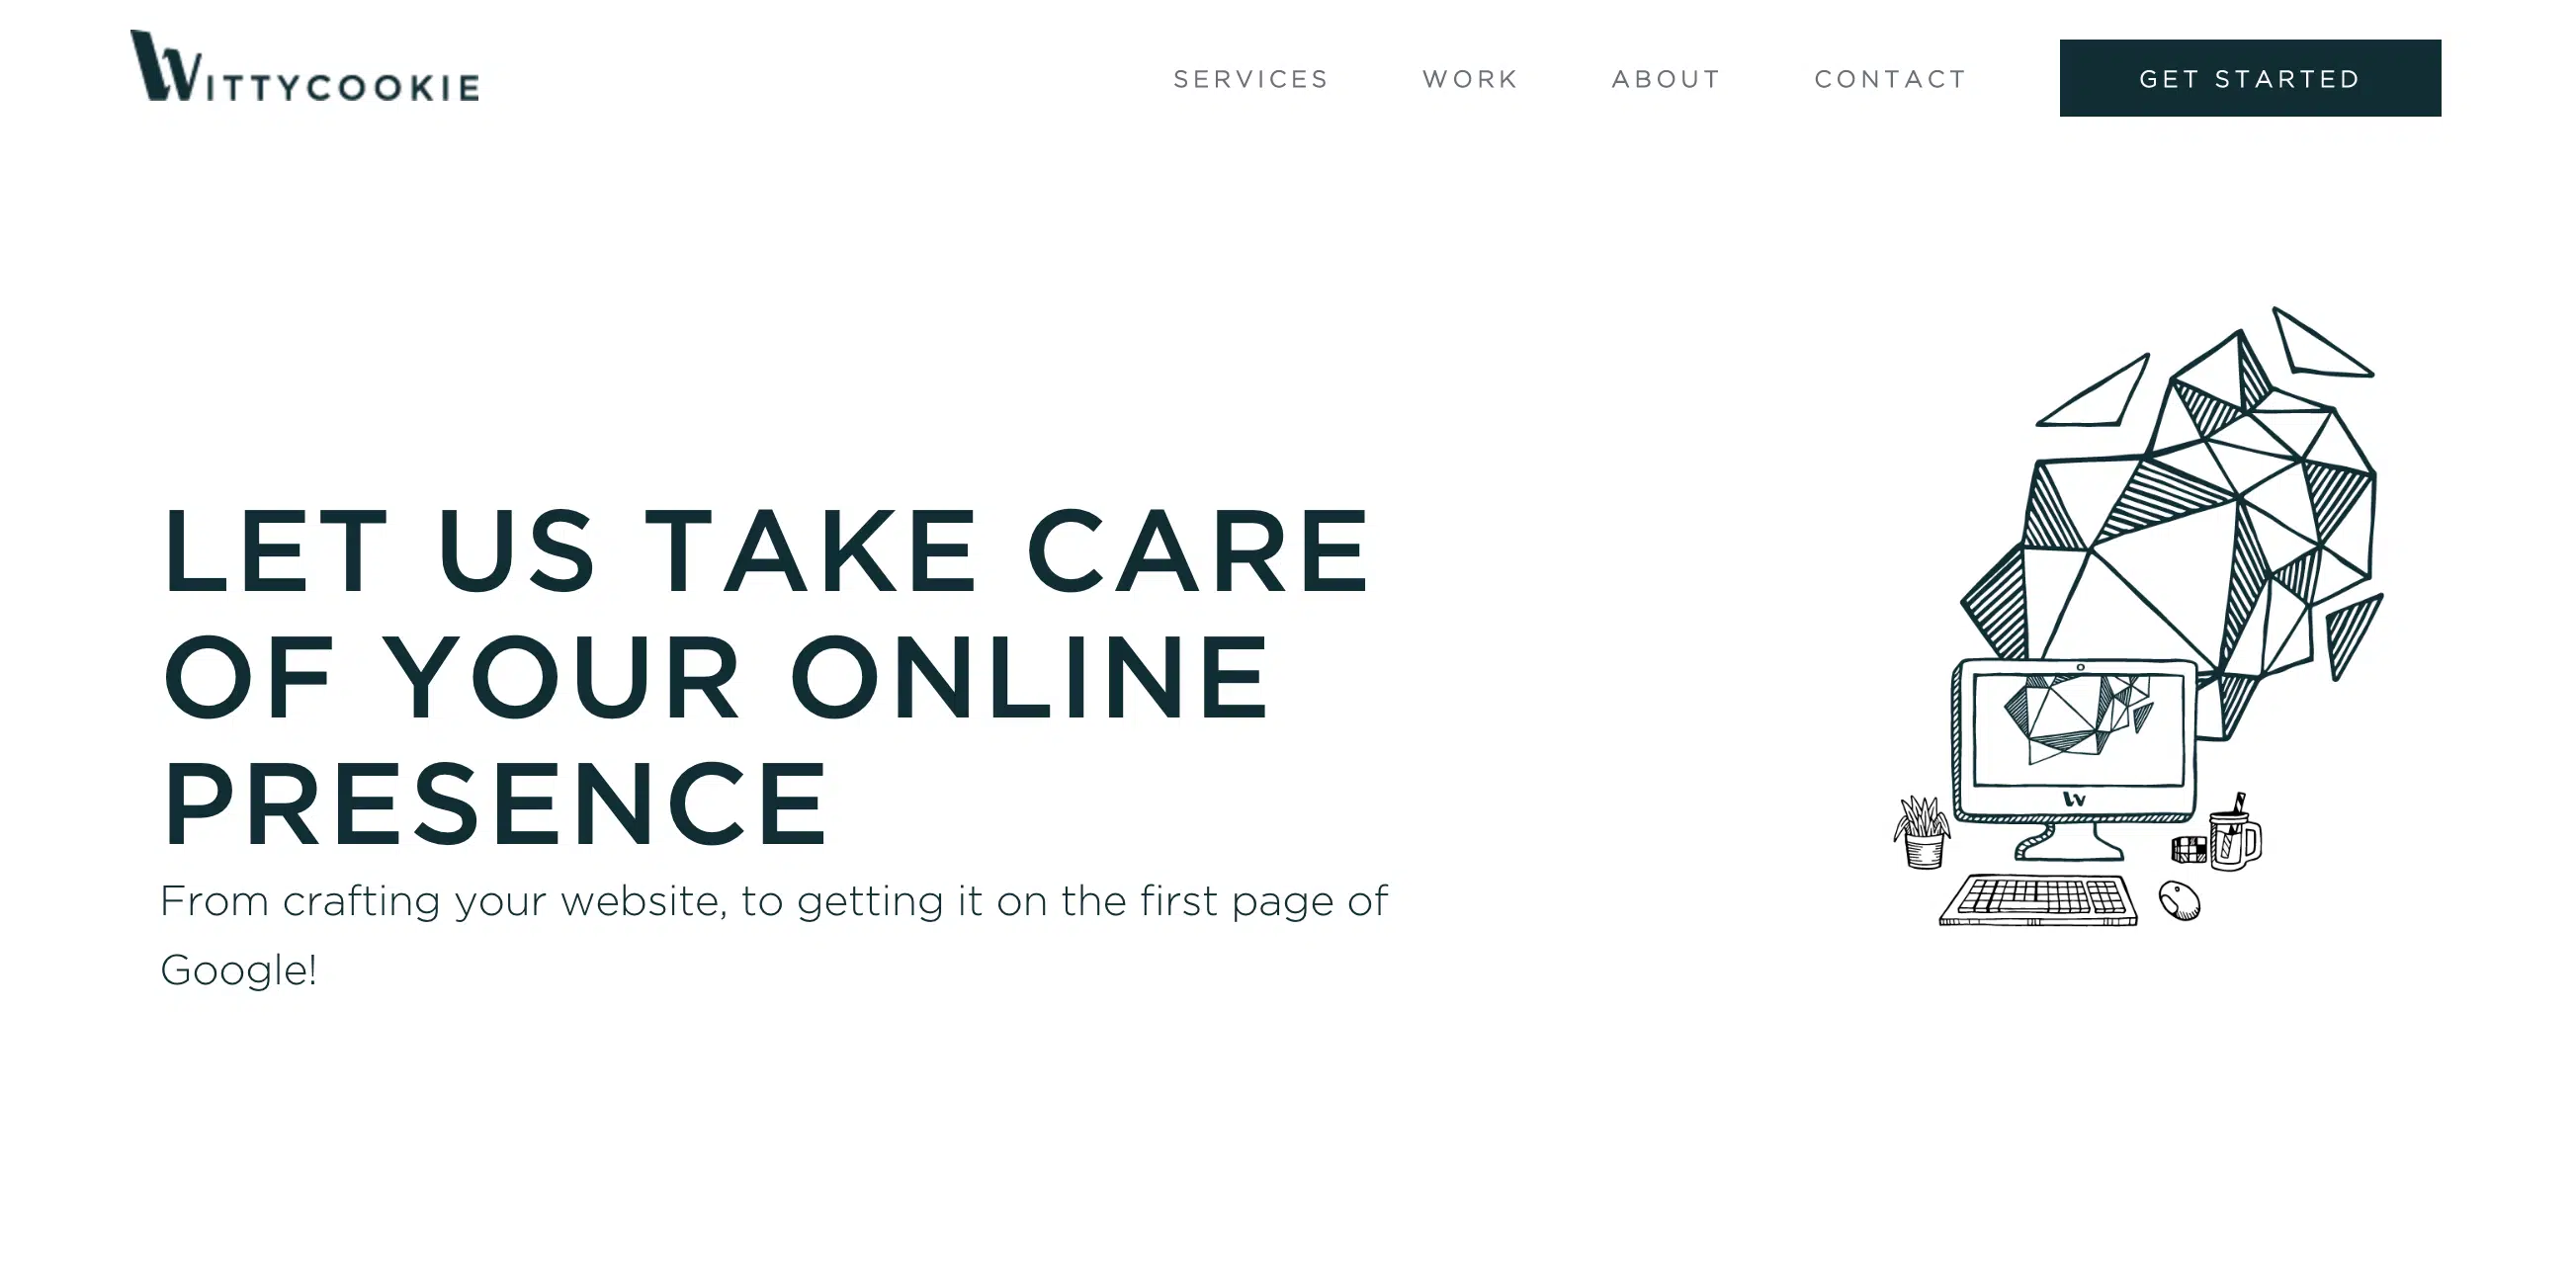 WITTYCOOKIE
SERVICES WORK ABOUT CONTACT GET STARTED
LET US TAKE CARE
OF YOUR ONLINE
PRESENCE
From crafting your website, to getting it on the first page of
Google!
W